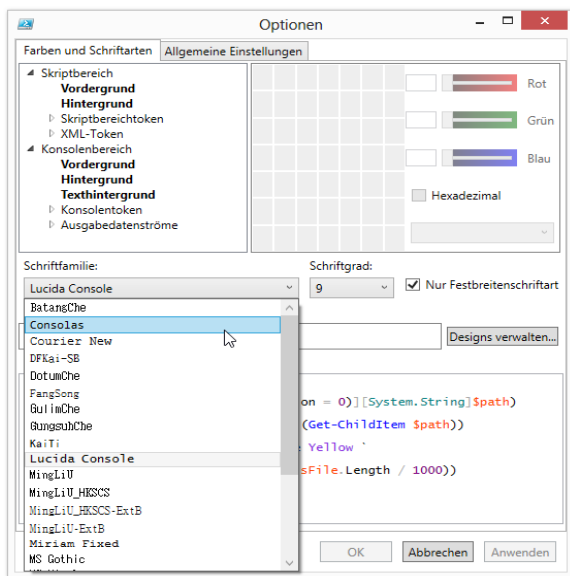 Optionen
Farben und Schriftarten
Allgemeine Einstellungen
Skriptbereich
Vordergrund
Hintergrund
Skriptbereichtoken
XML-Token
Konsolenbereich
Vordergrund
Hintergrund
Texthintergrund
Konsolentoken
Ausgabedatenströme
Rot
Grün
Blau
Hexadezimal
Schriftfamilie:
Schriftgrad:
Lucida Console
9
Nur Festbreitenschriftart
BatangChe
Consolas
Courier New
DFKai-SB
DotumChe
FangSong
GulimChe
GungsuhChe
KaiTi
Lucida Console
MingLiU
MingLiU_HKSCS
MingLiU_HKSCS-ExtB
MingLiU-ExtB
Miriam Fixed
MS Gothic
Designs verwalten...
on = 0)][System.String]$path)
(Get-ChildItem $path))
Yellow `
sFile.Length / 1000))
OK
Abbrechen
Anwenden